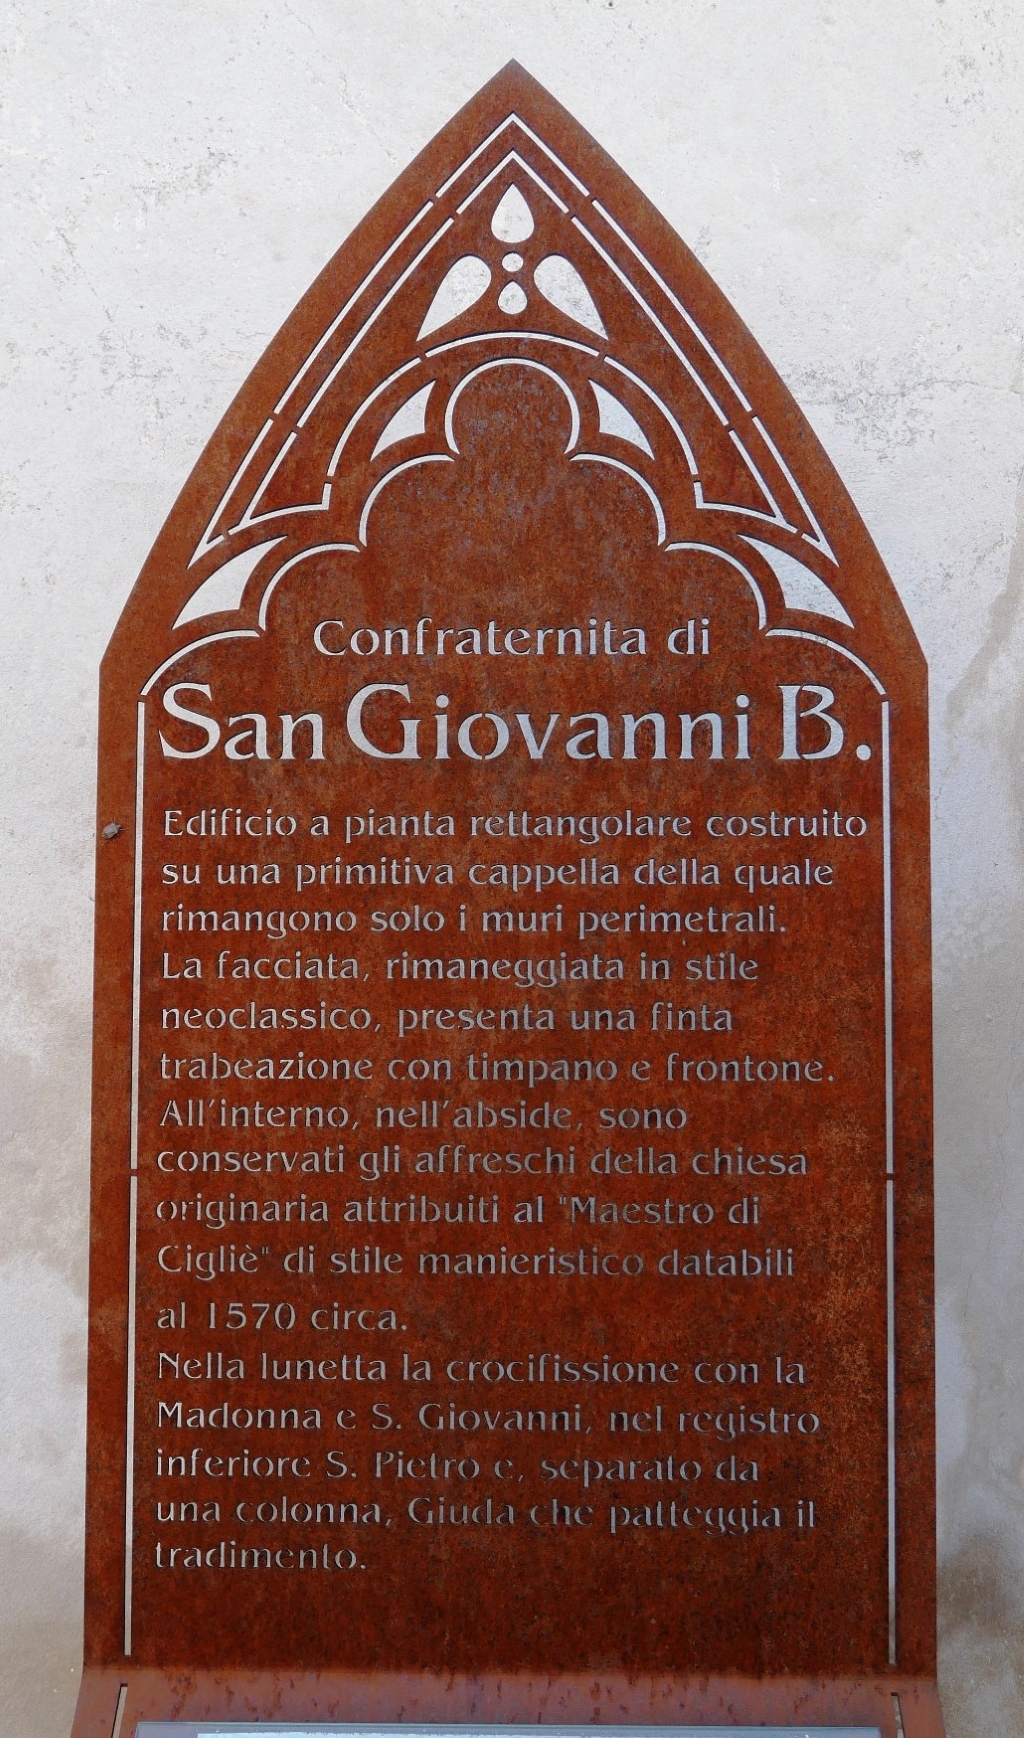 Confraternita di
San Giovanni B.
Edificio a pianta rettangolare costruito
su una primitiva cappella della quale
rimangono solo i muri perimetrali.
La facciata, rimaneggiata in stile
neoclassico, presenta una finta
trabeazione con timpano e frontone.
All'interno, nell'abside, sono
conservati gli affreschi della chiesa
originaria attribuiti al "Maestro di
Cigliè" di stile manieristico databili
al 1570 circa.
Nella lunetta la crocifissione con la
Madonna e S. Giovanni, nel registro
inferiore S. Pietro e, separato da
una colonna, Giuda che patteggia il
tradimento.